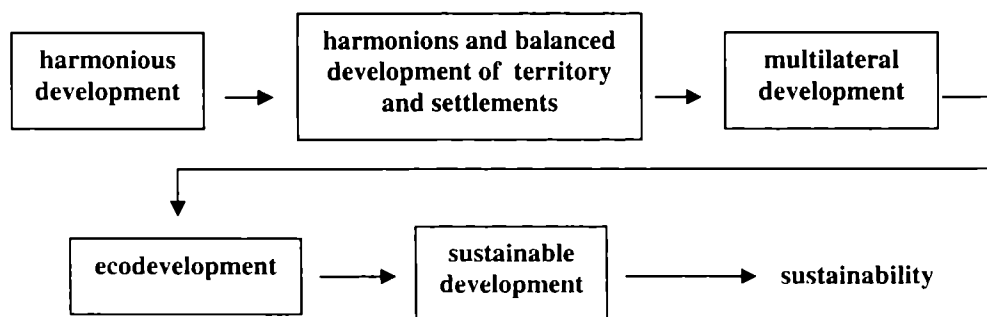 harmonious
development
harmonions and balanced
development of territory
and settlements
multilateral
development
ecodevelopment
sustainable
development
sustainability